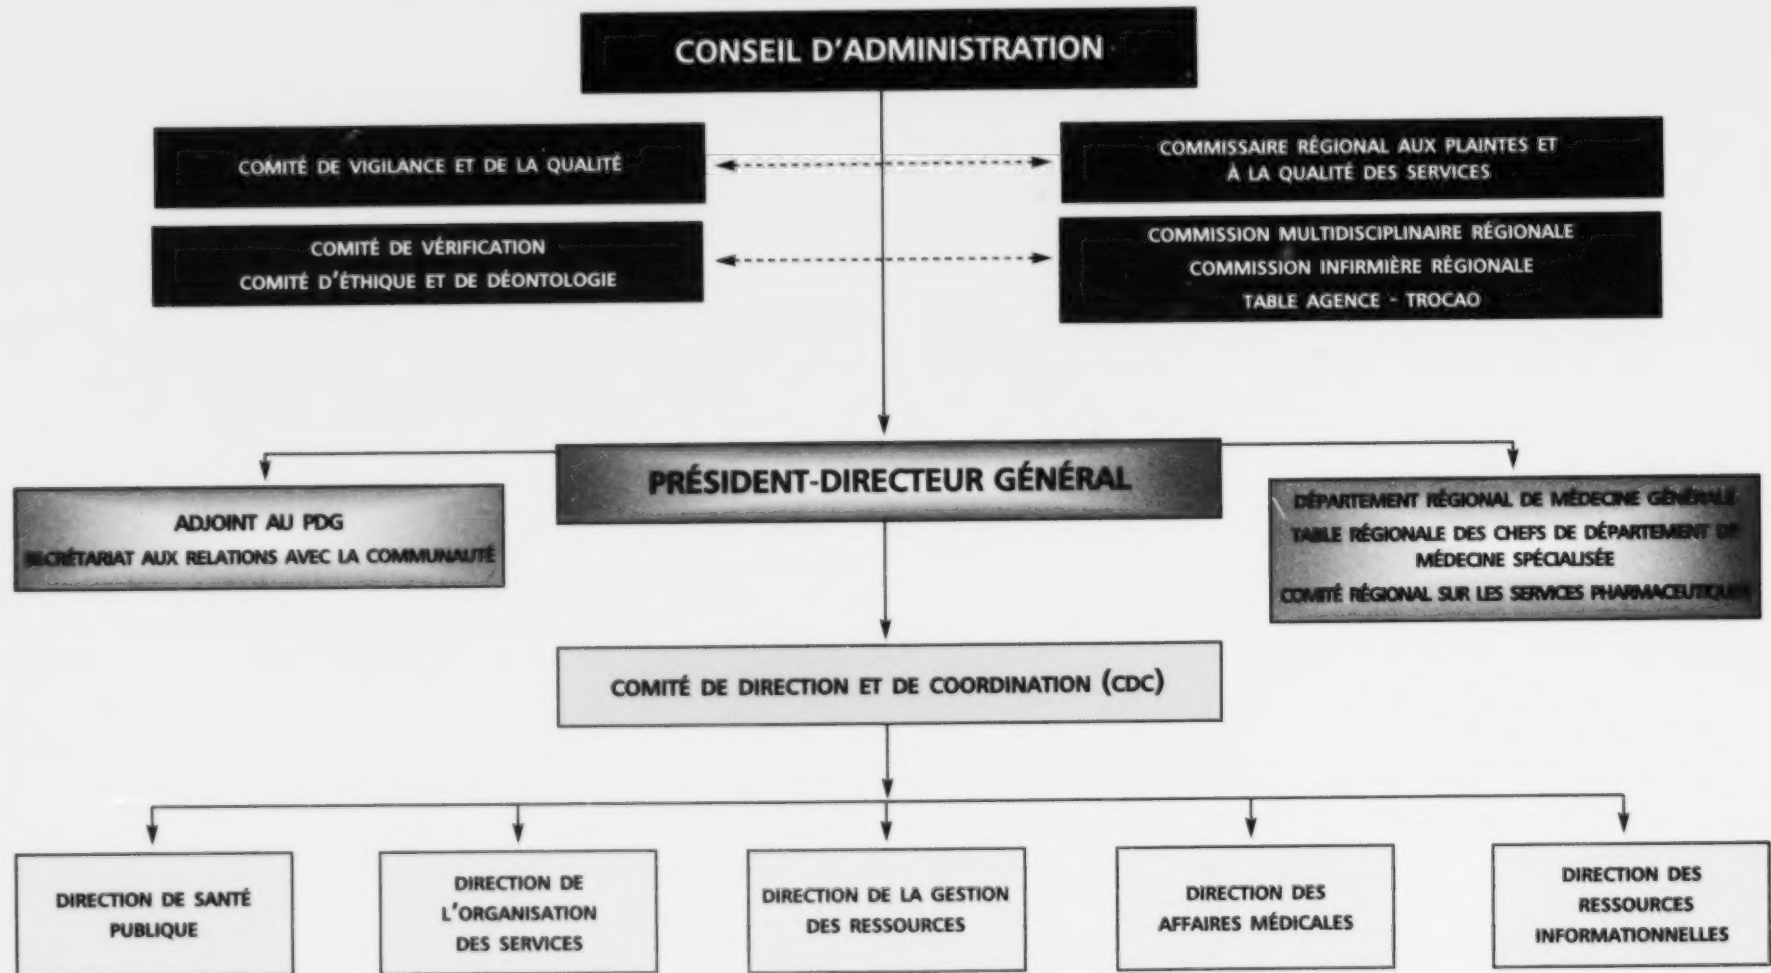 CONSEIL D'ADMINISTRATION
COMITÉ DE VIGILANCE ET DE LA QUALITÉ
COMMISSAIRE RÉGIONAL AUX PLAINTES ET
À LA QUALITÉ DES SERVICES
COMITÉ DE VÉRIFICATION
COMITÉ D'ÉTHIQUE ET DE DÉONTOLOGIE
COMMISSION MULTIDISCIPLINAIRE RÉGIONALE
COMMISSION INFIRMIÈRE RÉGIONALE
TABLE AGENCE - TROCAO
PRÉSIDENT-DIRECTEUR GÉNÉRAL
ADJOINT AU PDG
SECRÉTARIAT AUX RELATIONS AVEC LA COMMUNAUTÉ
DÉPARTEMENT RÉGIONAL DE MÉDECINE GÉNÉRALE
TABLE RÉGIONALE DES CHEFS DE DÉPARTEMENT DE
MÉDECINE SPÉCIALISÉE
COMITÉ RÉGIONAL SUR LES SERVICES PHARMACEUTIQUES
COMITÉ DE DIRECTION ET DE COORDINATION (CDC)
DIRECTION DE SANTÉ
PUBLIQUE
DIRECTION DE
L'ORGANISATION
DES SERVICES
DIRECTION DE LA GESTION
DES RESSOURCES
DIRECTION DES
AFFAIRES MÉDICALES
DIRECTION DES
RESSOURCES
INFORMATIONNELLES